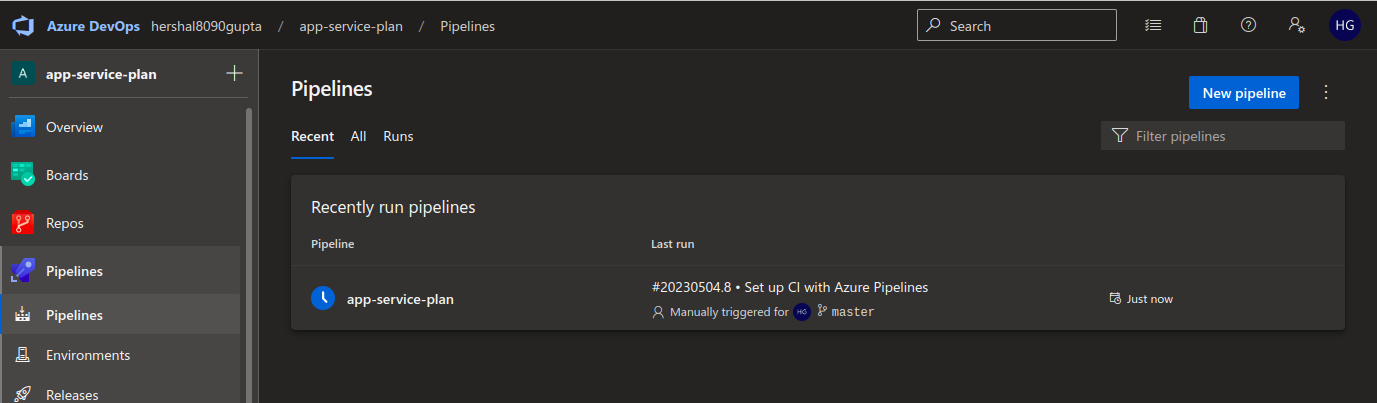 Azure DevOps hershal8090gupta / app-service-plan / Pipelines Search HG
A app-service-plan
Overview
Boards
Repos
Pipelines
Pipelines
Environments
Releases
Pipelines
New pipeline
Recent All Runs
Filter pipelines
Recently run pipelines
Pipeline Last run
app-service-plan
#20230504.8 • Set up CI with Azure Pipelines
Manually triggered for HG master
Just now